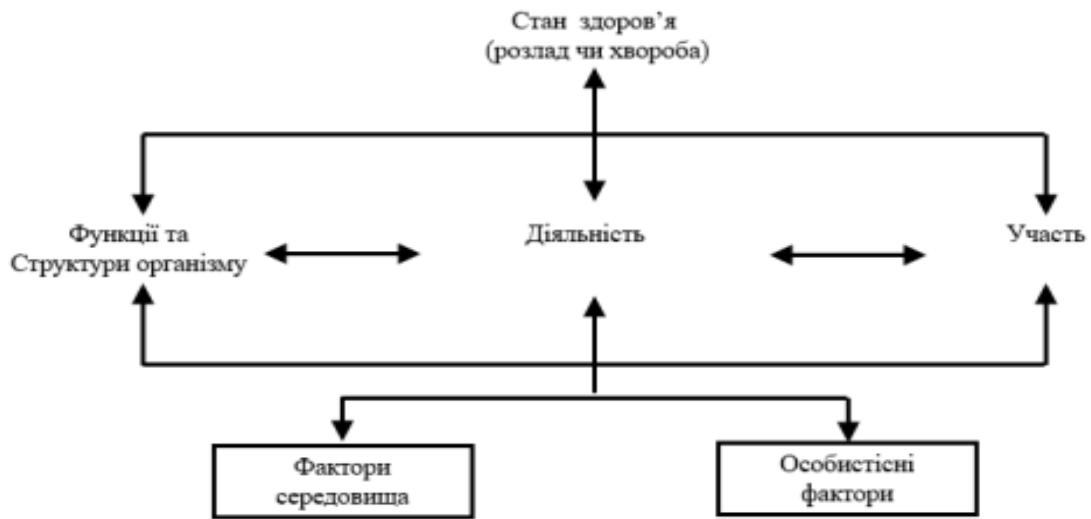 Стан здоров’я
(розлад чи хвороба)
Функції та
Структури організму
Діяльність
Участь
Фактори
середовища
Особистісні
фактори